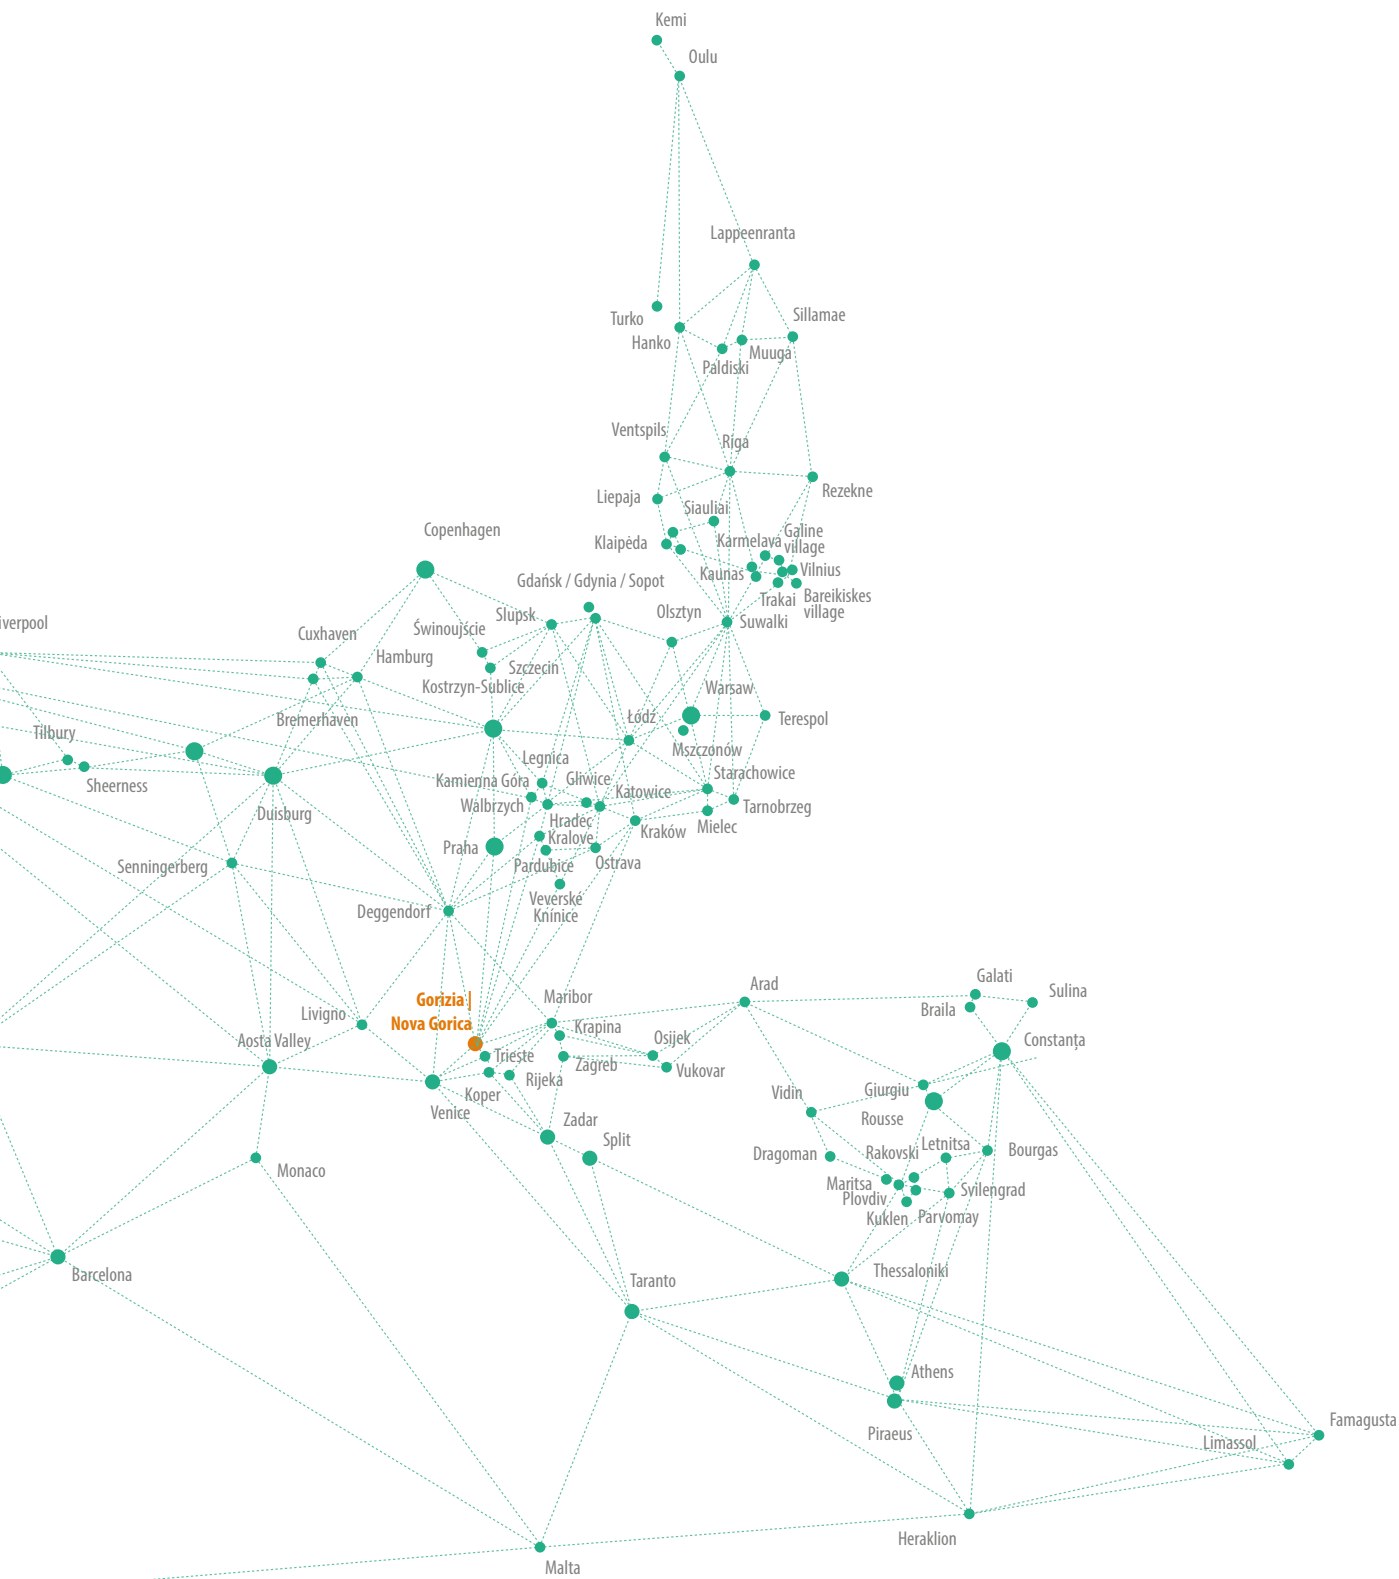 Kemi
Oulu
Lappeenranta
Turko
Sillamae
Hanko
Muuga
Paldiski
Ventspils
Riga
Rezekne
Liepaja
Siauliai
Copenhagen
Klaipėda
Karmelava
Galine
village
Kaunas
Vilnius
Gdańsk / Gdynia / Sopot
Trakai
Bareikiskes
village
Olsztyn
Suwalki
Slupsk
iverpool
Świnoujście
Cuxhaven
Hamburg
Szczecin
Kostrzyn-Sublice
Warsaw
Bremerhaven
Łódź
Terespol
Tilbury
Mszczonów
Legnica
Starachowice
Kamienna Góra
Gliwice
Sheerness
Katowice
Walbrzych
Tarnobrzeg
Duisburg
Hradec
Kralove
Kraków
Mielec
Praha
Pardubice
Ostrava
Senningerberg
Veverské
Knínice
Deggendorf
Arad
Galati
Sulina
Gorizia |
Nova Gorica
Maribor
Braila
Livigno
Krapina
Osijek
Constanța
Aosta Valley
Trieste
Zagreb
Vukovar
Rijeka
Koper
Venice
Vidin
Giurgiu
Rousse
Zadar
Split
Letnitsa
Bourgas
Dragoman
Rakovski
Monaco
Maritsa
Svilengrad
Plovdiv
Kuklen
Parvomay
Barcelona
Taranto
Thessaloniki
Athens
Piraeus
Famagusta
Limassol
Heraklion
Malta